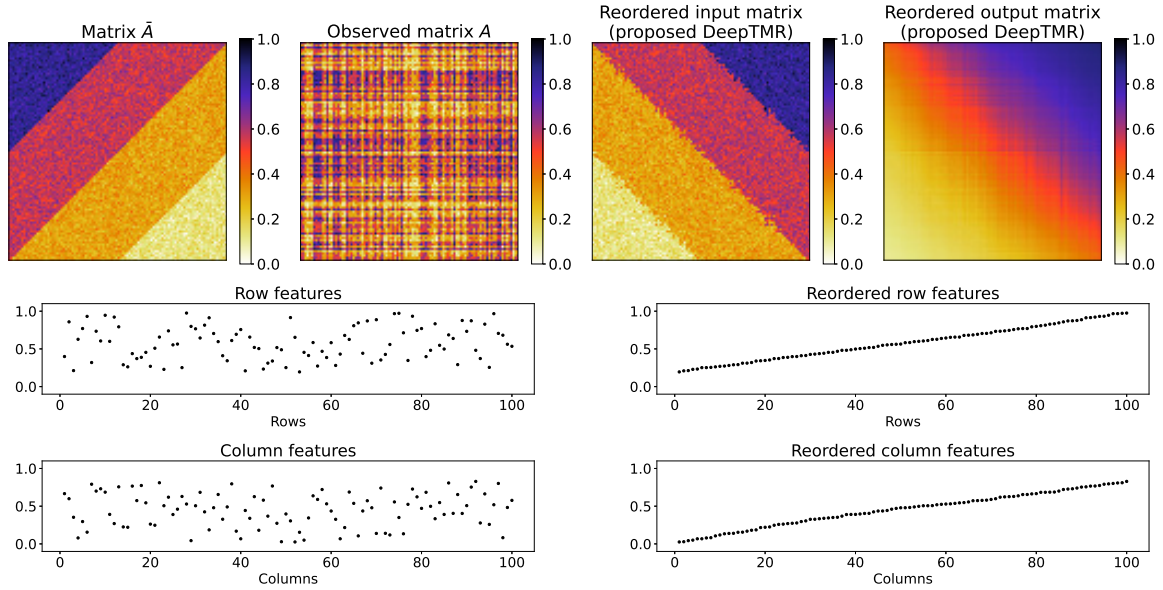 Matrix Ā
Observed matrix A
Reordered input matrix
(proposed DeepTMR)
Reordered output matrix
(proposed DeepTMR)
1.0
0.8
0.6
0.4
0.2
0.0
1.0
0.8
0.6
0.4
0.2
0.0
1.0
0.8
0.6
0.4
0.2
0.0
1.0
0.8
0.6
0.4
0.2
0.0
Row features
1.0
0.5
0.0
0 20 40 60 80 100
Rows
Reordered row features
1.0
0.5
0.0
0 20 40 60 80 100
Rows
Column features
1.0
0.5
0.0
0 20 40 60 80 100
Columns
Reordered column features
1.0
0.5
0.0
0 20 40 60 80 100
Columns